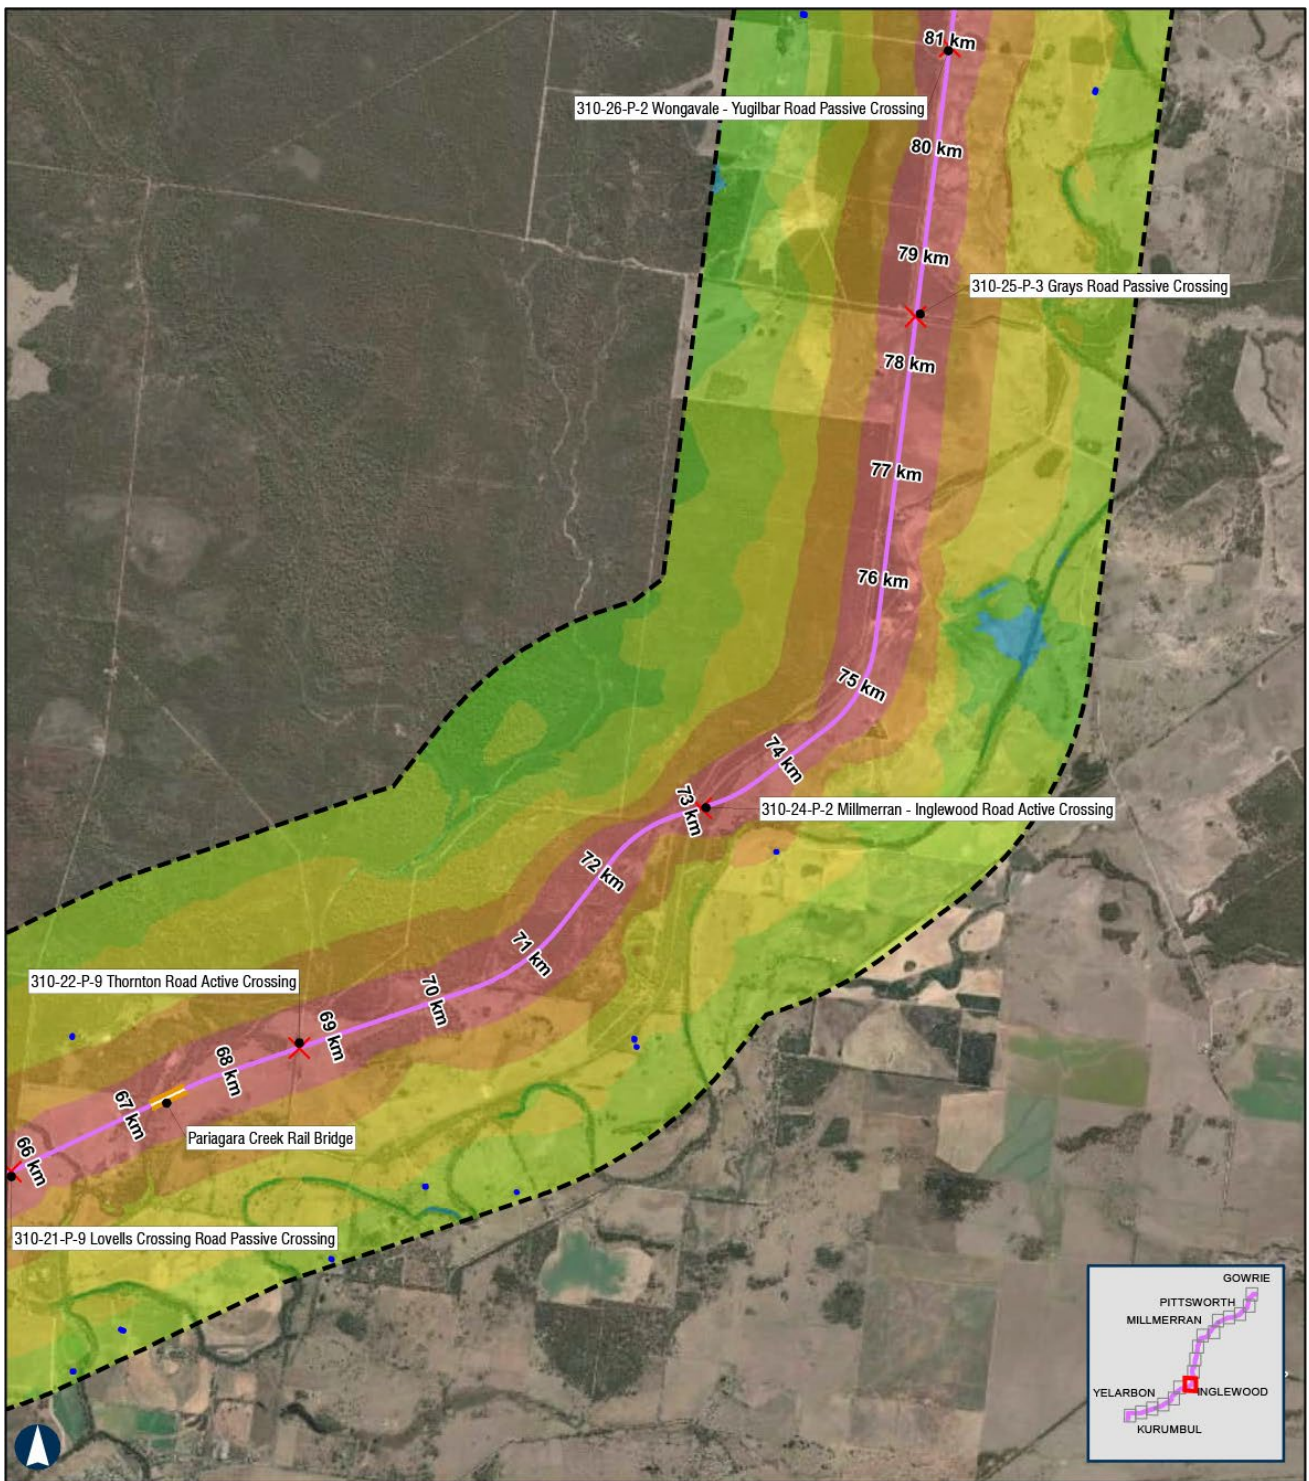 81 km
310-26-P-2 Wongavale - Yugilbar Road Passive Crossing
80 km
79 km
310-25-P-3 Grays Road Passive Crossing
78 km
77 km
76 km
75 km
74 km
73 km
310-24-P-2 Millmerran - Inglewood Road Active Crossing
72 km
71 km
310-22-P-9 Thornton Road Active Crossing
70 km
69 km
68 km
67 km
Pariagara Creek Rail Bridge
66 km
310-21-P-9 Lovells Crossing Road Passive Crossing
GOWRIE
PITTSWORTH
MILLMERRAN
YELARBON
INGLEWOOD
KURUMBUL